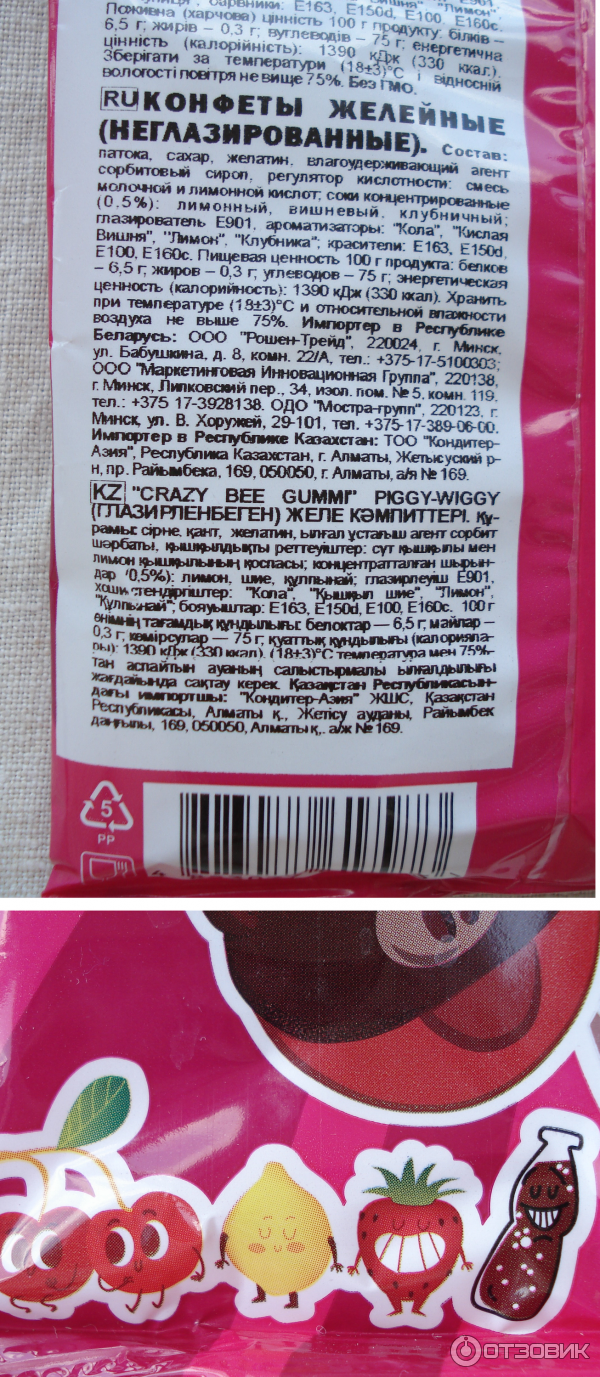 барвники: E163, E150d, E100, E160c.
Поживна (харчова) цінність 100 г продукту: білків -
6,5 г; жирів – 0,3 г; вуглеводів – 75 г; енергетична
цінність (калорійність): 1390 кДж (330 ккал).
Зберігати за температури (18±3)°С і відносній
вологості повітря не вище 75%. Без ГМО.
RU КОНФЕТЫ ЖЕЛЕЙНЫЕ
(НЕГЛАЗИРОВАННЫЕ). Состав:
патока, сахар, желатин, влагоудерживающий агент
сорбитовый сироп, регулятор кислотности: смесь
молочной и лимонной кислот; соки концентрированные
(0,5%): лимонный, вишневый, клубничный;
глазирователь E901, ароматизаторы: "Кола", "Кислая
Вишня", "Лимон", "Клубника"; красители: E163, E150d,
E100, E160c. Пищевая ценность 100 г продукта: белков
– 6,5 г; жиров – 0,3 г; углеводов – 75 г; энергетическая
ценность (калорийность): 1390 кДж (330 ккал). Хранить
при температуре (18±3)°С и относительной влажности
воздуха не выше 75%. Импортер в Республике
Беларусь: ООО "Рошен-Трейд", 220024, г. Минск,
ул. Бабушкина, д. 8, комн. 22/А, тел.: +375-17-5100303;
ООО "Маркетинговая Инновационная Группа", 220138,
г. Минск, Липковский пер., 34, изол. пом. № 5, комн. 119,
тел.: +375 17-3928138. ОДО "Мостра-групп", 220123, г.
Минск, ул. В. Хоружей, 29-101, тел. +375-17-389-06-00.
Импортер в Республике Казахстан: ТОО "Кондитер-
Азия", Республика Казахстан, г. Алматы, Жетысуский р-
н, пр. Райымбека, 169, 050050, г. Алматы, а/я № 169.
KZ "CRAZY BEE GUMMI" PIGGY-WIGGY
(ГЛАЗИРЛЕНБЕГЕН) ЖЕЛЕ КӘМПИТТЕРІ. Құ-
рамы: сірне, қант, желатин, ылғал ұстағыш агент сорбит
шәрбаты, қышқылдықты реттеуіштер: сүт қышқылы мен
лимон қышқылының қоспасы; концентратталған шырын-
дар (0,5%): лимон, шие, құлпынай; глазирлеуіш E901,
хош иістендіргіштер: "Кола", "Қышқыл шие", "Лимон",
"Құлпынай"; бояуыштар: E163, E150d, E100, E160c. 100 г
өнімнің тағамдық құндылығы: белоктар — 6,5 г; майлар –
0,3 г; көмірсулар – 75 г; қуаттық құндылығы (калорияла-
ры): 1390 кДж (330 ккал). (18±3)°С температура мен 75%-
тан аспайтын ауаның салыстырмалы ылғалдылығы
жағдайында сақтау керек. Қазақстан Республикасын-
дағы импортшы: "Кондитер-Азия" ЖШС, Қазақстан
Республикасы, Алматы қ., Жетісу ауданы, Райымбек
даңғылы, 169, 050050, Алматы қ., а/ж № 169.
5
PP
ОТЗОВИК